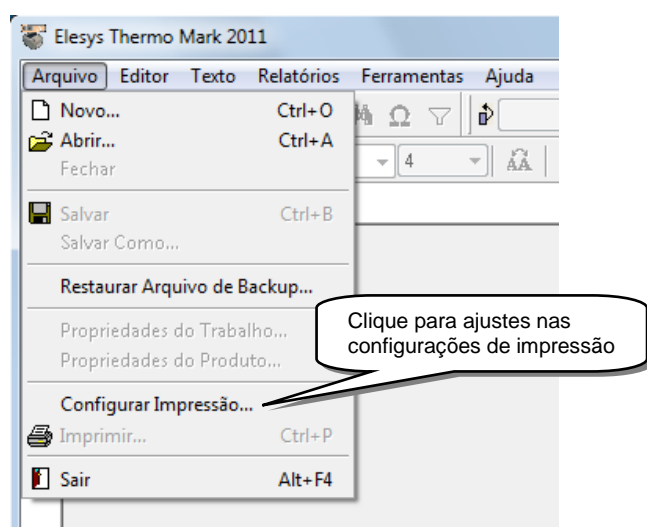 Elesys Thermo Mark 2011
Arquivo Editor Texto Relatórios Ferramentas Ajuda
Novo... Ctrl+O
Abrir... Ctrl+A
4
Fechar
Salvar Ctrl+B
Salvar Como...
Restaurar Arquivo de Backup...
Clique para ajustes nas
configurações de impressão
Propriedades do Trabalho...
Propriedades do Produto...
Configurar Impressão...
Imprimir... Ctrl+P
Sair Alt+F4